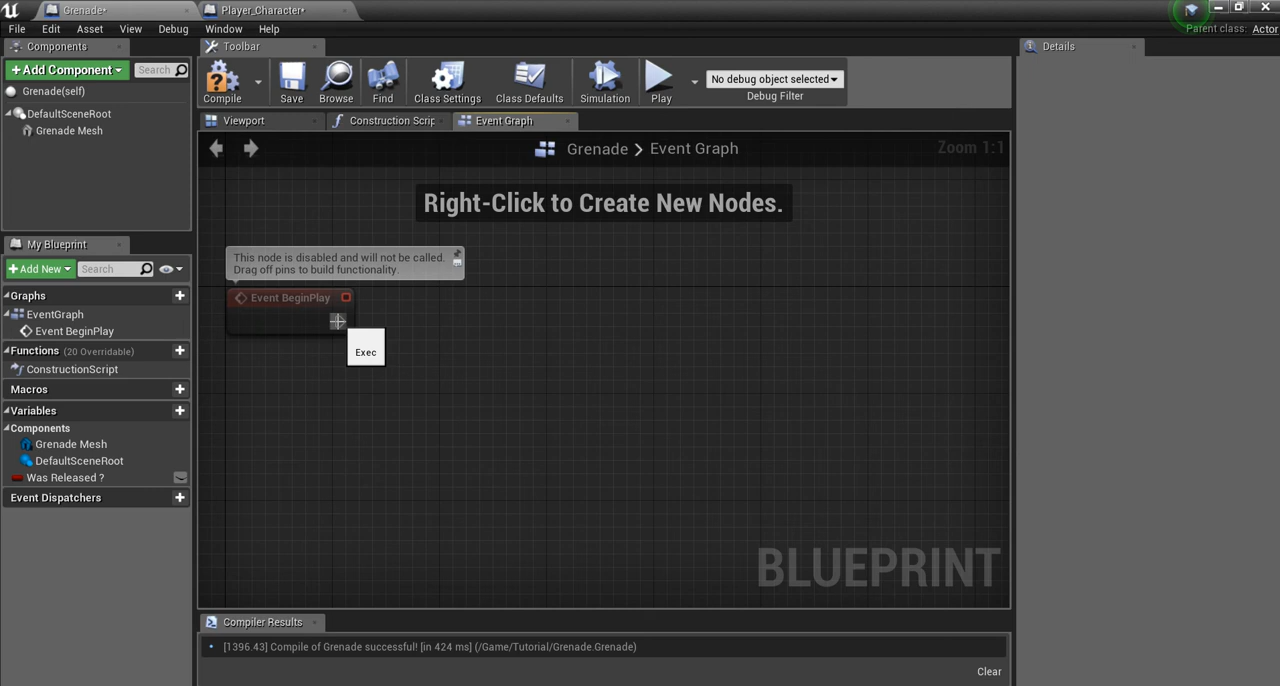 Grenade*
Player_Character*
File Edit Asset View Debug Window Help
Parent class: Actor
Components
Toolbar
Details
+Add Component
Search
Grenade(self)
DefaultSceneRoot
Grenade Mesh
Compile
Save
Browse
Find
Class Settings
Class Defaults
Simulation
Play
No debug object selected
Debug Filter
Viewport
Construction Scrip
Event Graph
Grenade > Event Graph
Zoom 1:1
Right-Click to Create New Nodes.
This node is disabled and will not be called.
Drag off pins to build functionality.
Event BeginPlay
Exec
My Blueprint
+Add New
Search
Graphs
EventGraph
Event BeginPlay
Functions (20 Overridable)
ConstructionScript
Macros
Variables
Components
Grenade Mesh
DefaultSceneRoot
Was Released ?
Event Dispatchers
BLUEPRINT
Compiler Results
[1396.43] Compile of Grenade successful! [in 424 ms] (/Game/Tutorial/Grenade.Grenade)
Clear